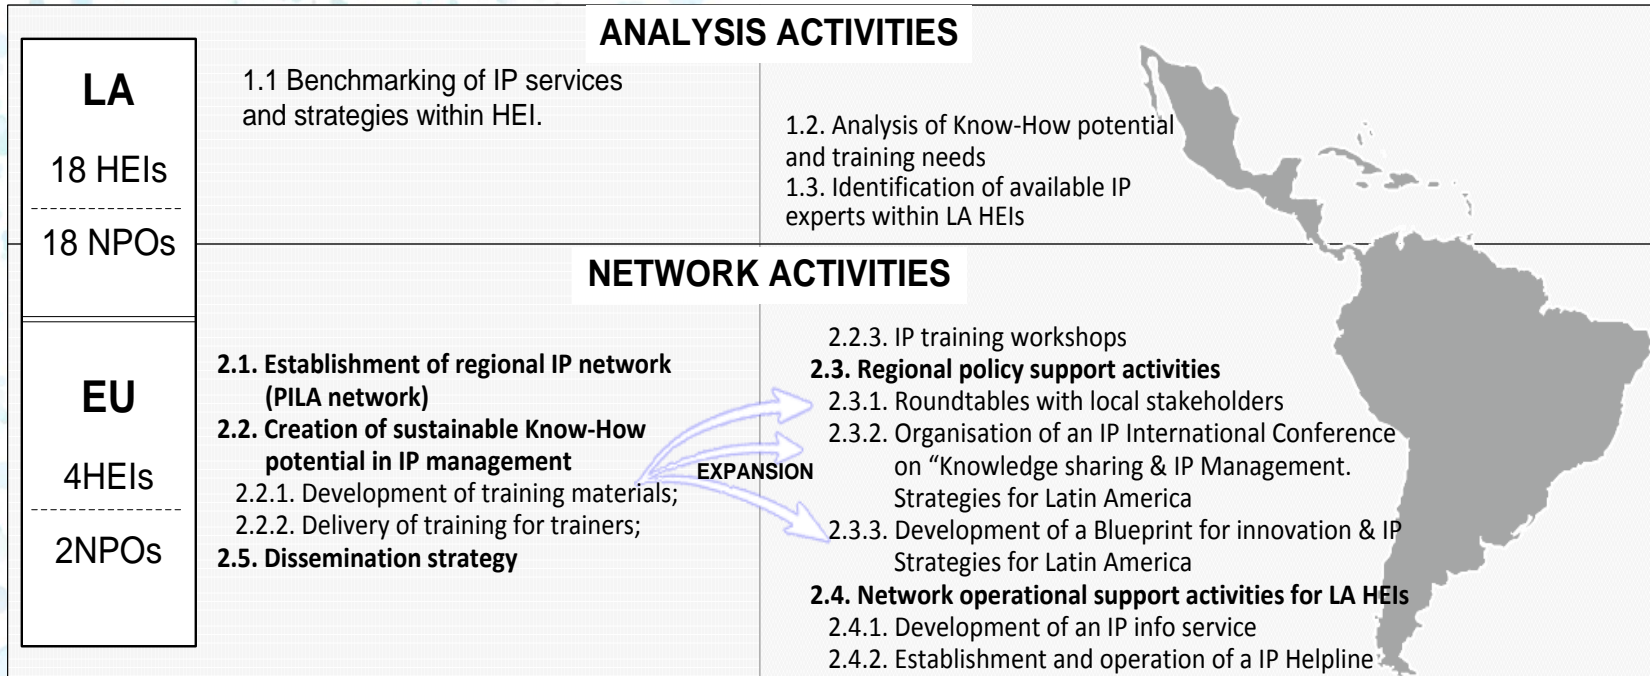 ANALYSIS ACTIVITIES
LA
18 HEIs
18 NPOs
1.1 Benchmarking of IP services
and strategies within HEI.
1.2. Analysis of Know-How potential
and training needs
1.3. Identification of available IP
experts within LA HEIs
NETWORK ACTIVITIES
EU
4HEIs
2NPOs
2.1. Establishment of regional IP network
(PILA network)
2.2. Creation of sustainable Know-How
potential in IP management
2.2.1. Development of training materials;
2.2.2. Delivery of training for trainers;
2.5. Dissemination strategy
EXPANSION
2.2.3. IP training workshops
2.3. Regional policy support activities
2.3.1. Roundtables with local stakeholders
2.3.2. Organisation of an IP International Conference
on “Knowledge sharing & IP Management.
Strategies for Latin America
2.3.3. Development of a Blueprint for innovation & IP
Strategies for Latin America
2.4. Network operational support activities for LA HEIs
2.4.1. Development of an IP info service
2.4.2. Establishment and operation of a IP Helpline